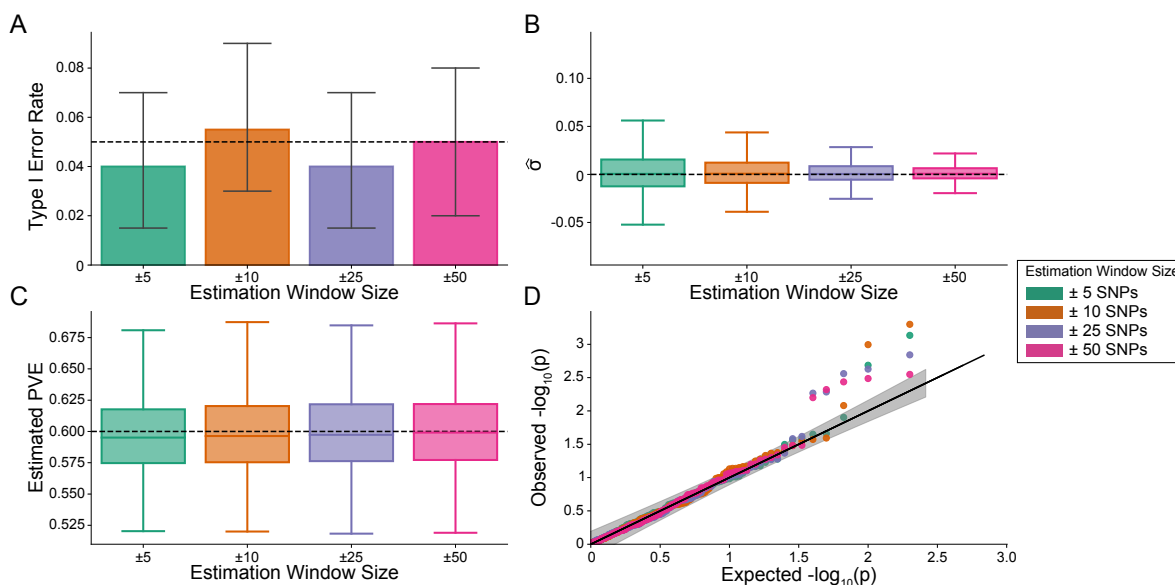 A
Type I Error Rate
0.08
0.06
0.04
0.02
0
±5
±10
±25
±50
Estimation Window Size
B
σ̂
0.10
0.05
0
-0.05
±5
±10
±25
±50
Estimation Window Size
C
Estimated PVE
0.675
0.650
0.625
0.600
0.575
0.550
0.525
±5
±10
±25
±50
Estimation Window Size
D
Observed -log₁₀(p)
3
2.5
2
1.5
1
0.5
0
0
0.5
1
1.5
2
2.5
3.0
Expected -log₁₀(p)
Estimation Window Size
± 5 SNPs
± 10 SNPs
± 25 SNPs
± 50 SNPs